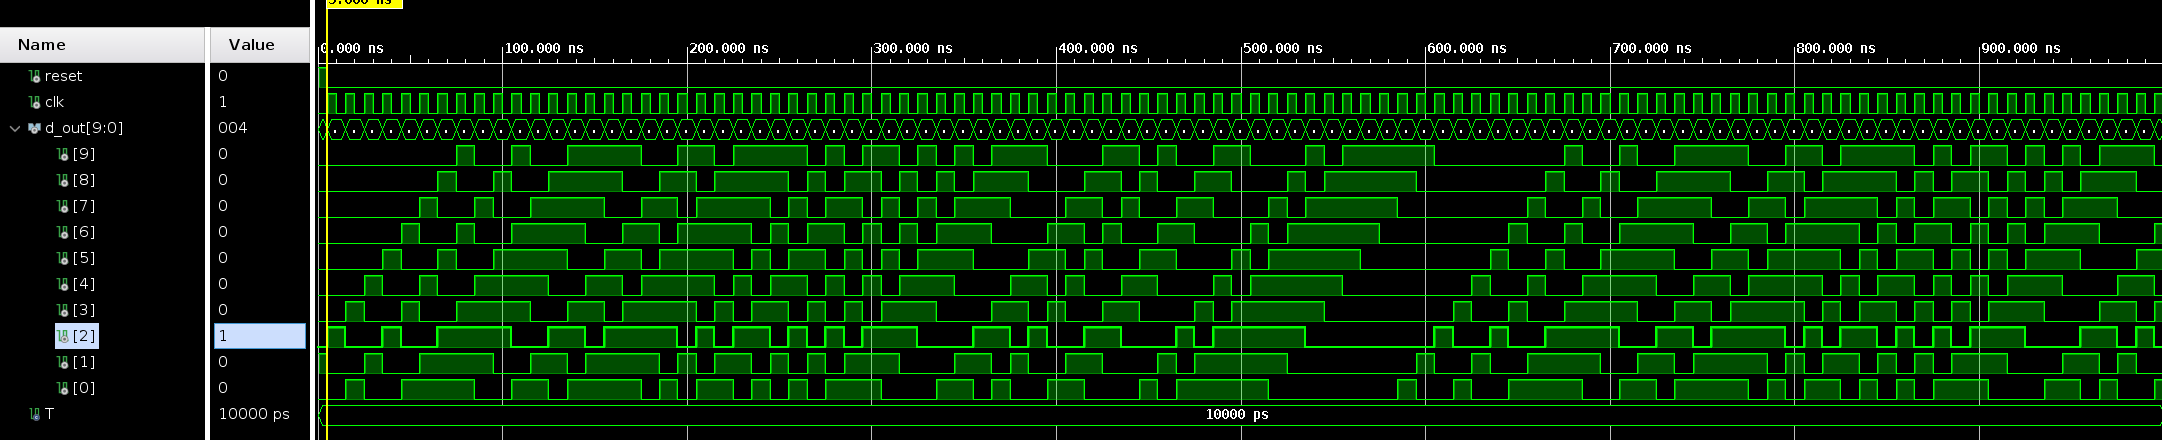 5.000 ns
Name Value
0.000 ns 100.000 ns 200.000 ns 300.000 ns 400.000 ns 500.000 ns 600.000 ns 700.000 ns 800.000 ns 900.000 ns
reset 0
clk 1
d_out[9:0] 004
[9] 0
[8] 0
[7] 0
[6] 0
[5] 0
[4] 0
[3] 0
[2] 1
[1] 0
[0] 0
T 10000 ps 10000 ps